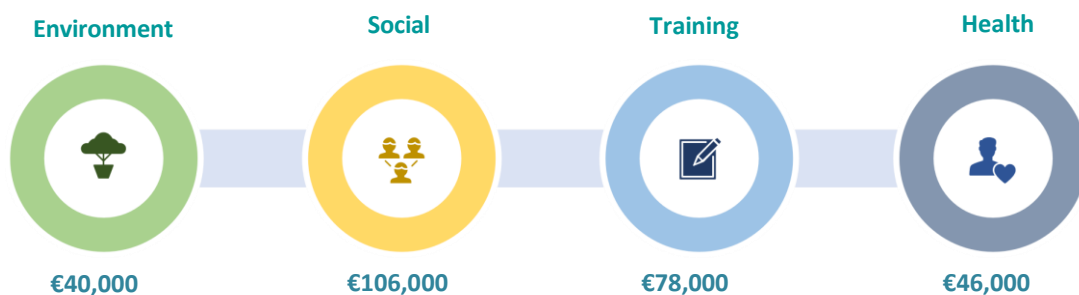 Environment
Social
Training
Health
€40,000
€106,000
€78,000
€46,000